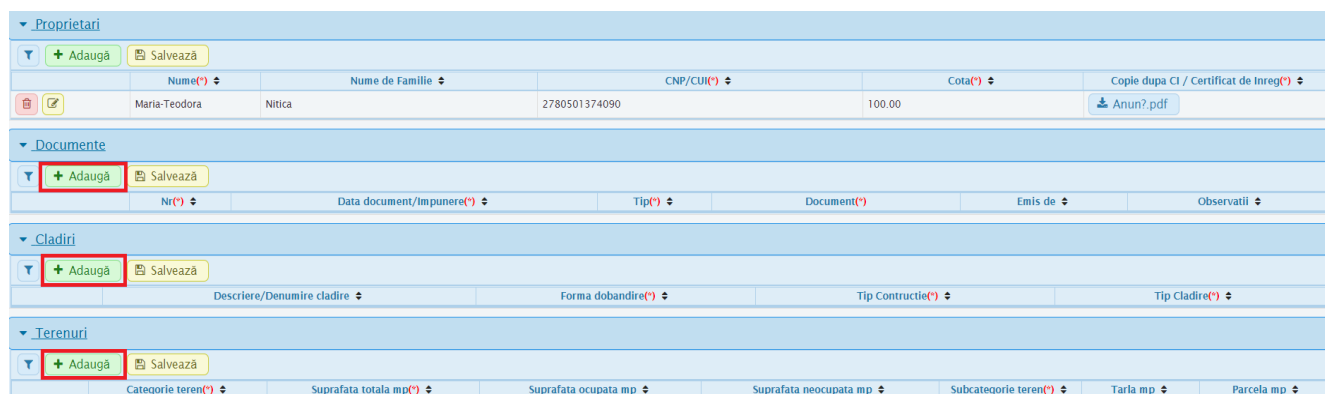 Proprietari
+ Adaugă Salvează
Nume(*) Nume de Familie CNP/CUI(*) Cota(*) Copie dupa CI / Certificat de Inreg(*)
Maria-Teodora Nitica 2780501374090 100.00 Anun?.pdf
Documente
+ Adaugă Salvează
Nr(*) Data document/Impunere(*) Tip(*) Document(*) Emis de Observatii
Cladiri
+ Adaugă Salvează
Descriere/Denumire cladire Forma dobandire(*) Tip Contructie(*) Tip Cladire(*)
Terenuri
+ Adaugă Salvează
Categorie teren(*) Suprafata totala mp(*) Suprafata ocupata mp Suprafata neocupata mp Subcategorie teren(*) Tarla mp Parcela mp